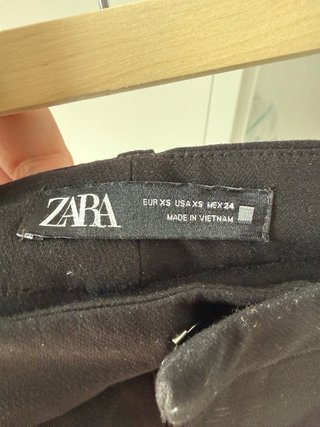 ZARA
EUR XS USA XS MEX 24
MADE IN VIETNAM